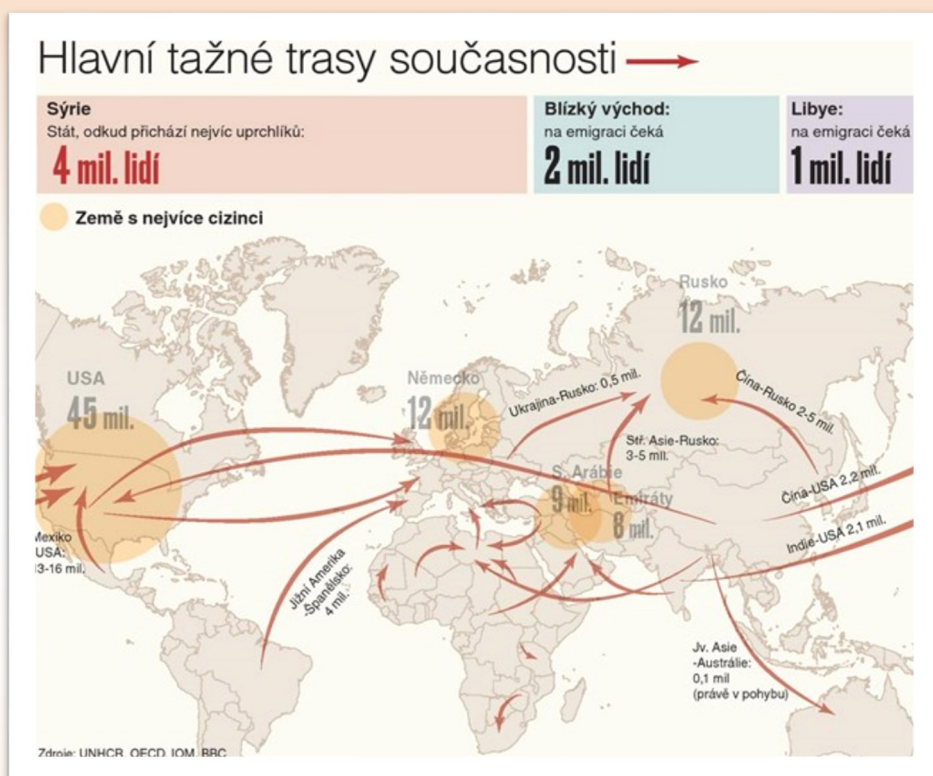 Hlavní tažné trasy současnosti
Sýrie
Stát, odkud přichází nejvíc uprchlíků:
4 mil. lidí
Blízký východ:
na emigraci čeká
2 mil. lidí
Libye:
na emigraci čeká
1 mil. lidí
Země s nejvíce cizinci
Rusko
12 mil.
USA
45 mil.
Německo
12 mil.
Ukrajina-Rusko: 0,5 mil.
Čína-Rusko 2-5 mil.
Stř. Asie-Rusko:
3-5 mil.
S. Arábie
9 mil.
Emiráty
8 mil.
Čína-USA 2,2 mil.
Indie-USA 2,1 mil.
Mexiko
USA:
3-16 mil.
Jižní Amerika
-Španělsko:
4 mil.
Jv. Asie
-Austrálie:
0,1 mil
(právě v pohybu)
Zdroje: UNHCR, OECD, IOM, BBC